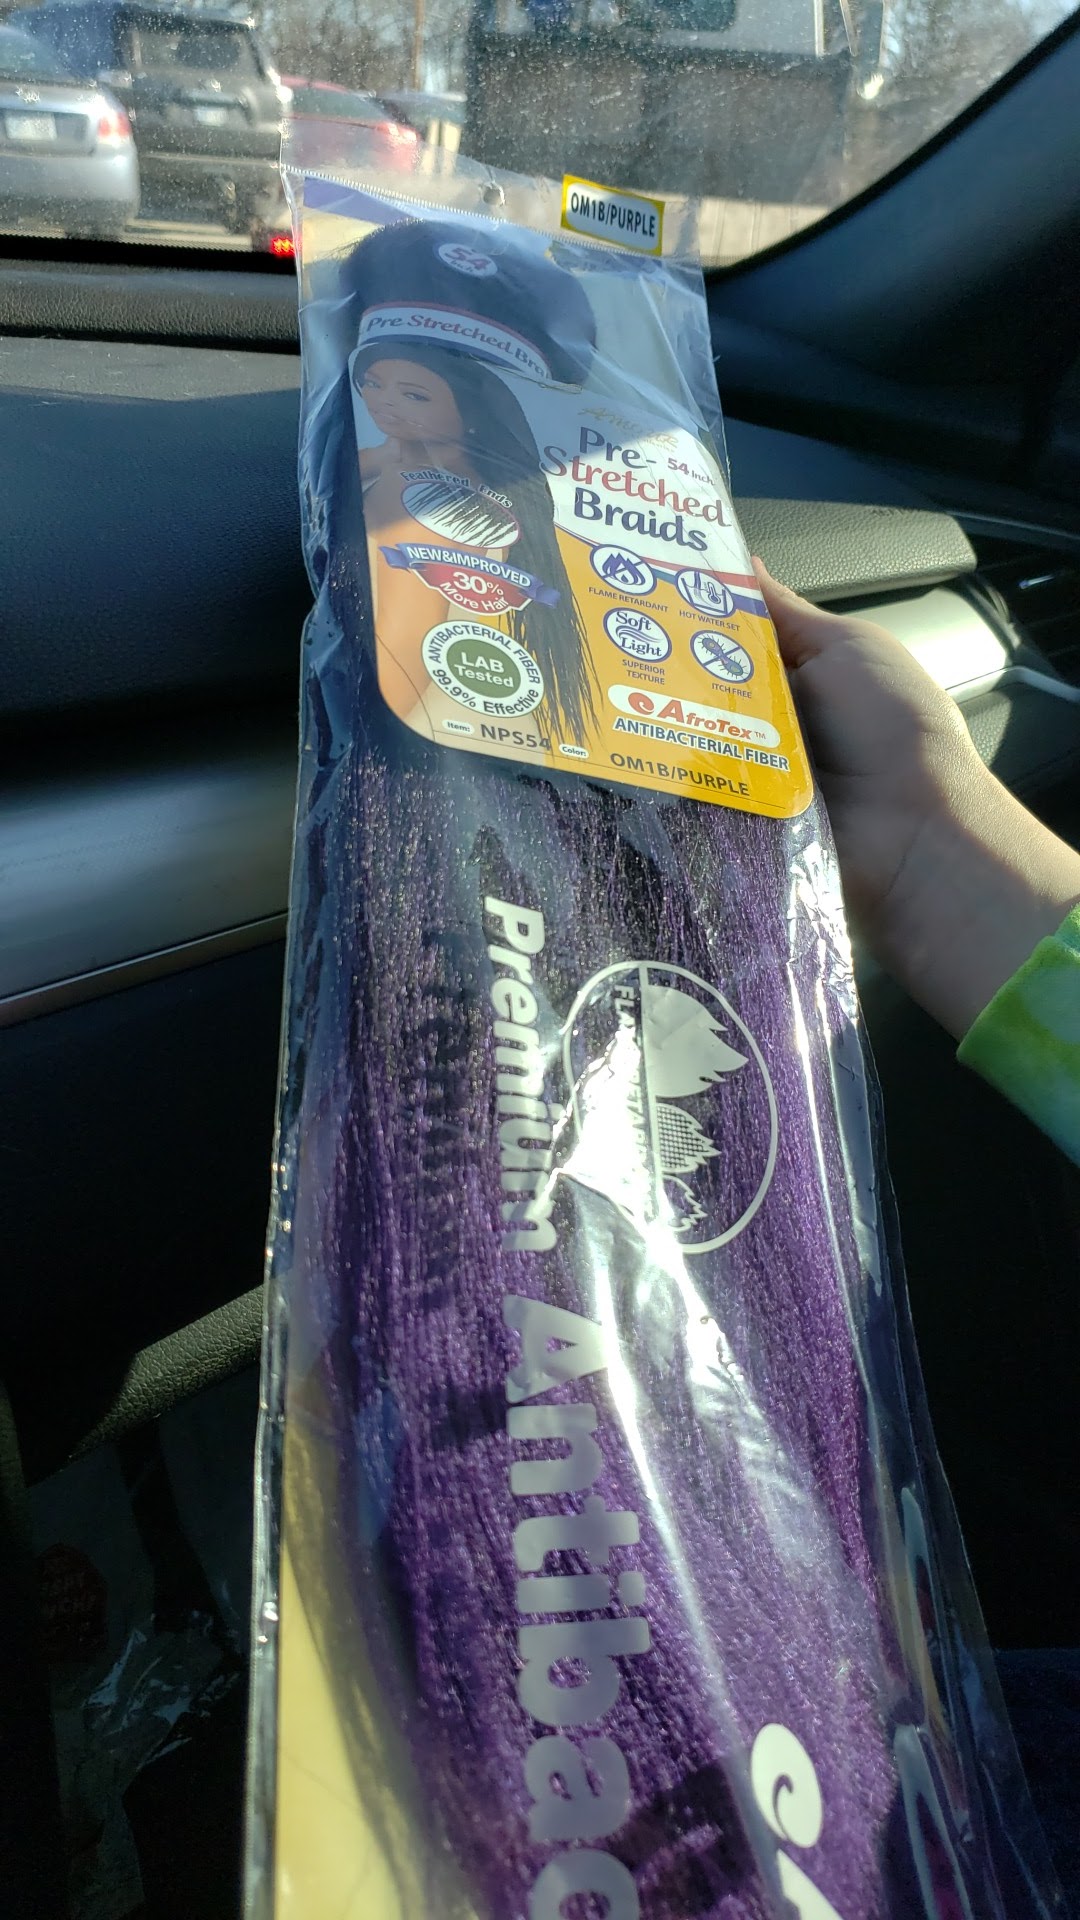 OM1B/PURPLE
54
Pre Stretched Bra
Pre-
54 Inch
Stretched
Braids
Feathered Ends
NEW&IMPROVED
30%
More Hair
FLAME RETARDANT
HOT WATER SET
Soft
Light
SUPERIOR
TEXTURE
ITCH FREE
ANTIBACTERIAL FIBER
LAB
Tested
99.9% Effective
AfroTex™
ANTIBACTERIAL FIBER
Item: NPS54 Color: OM1B/PURPLE
Premium Antibac